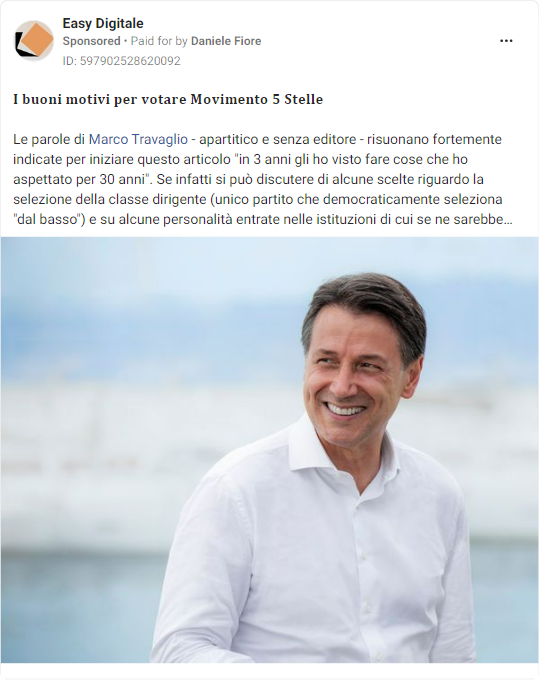 Easy Digitale
Sponsored • Paid for by Daniele Fiore
ID: 597902528620092
I buoni motivi per votare Movimento 5 Stelle
Le parole di Marco Travaglio - apartitico e senza editore - risuonano fortemente
indicate per iniziare questo articolo "in 3 anni gli ho visto fare cose che ho
aspettato per 30 anni". Se infatti si può discutere di alcune scelte riguardo la
selezione della classe dirigente (unico partito che democraticamente seleziona
"dal basso") e su alcune personalità entrate nelle istituzioni di cui se ne sarebbe...